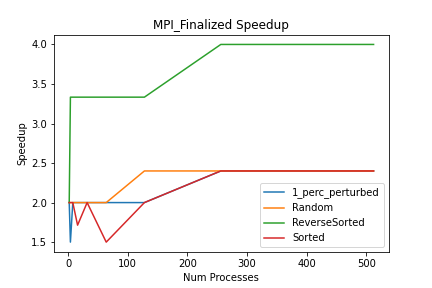 MPI_Finalized Speedup
4.0
3.5
3.0
2.5
2.0
1.5
Speedup
0
100
200
300
400
500
Num Processes
1_perc_perturbed
Random
ReverseSorted
Sorted